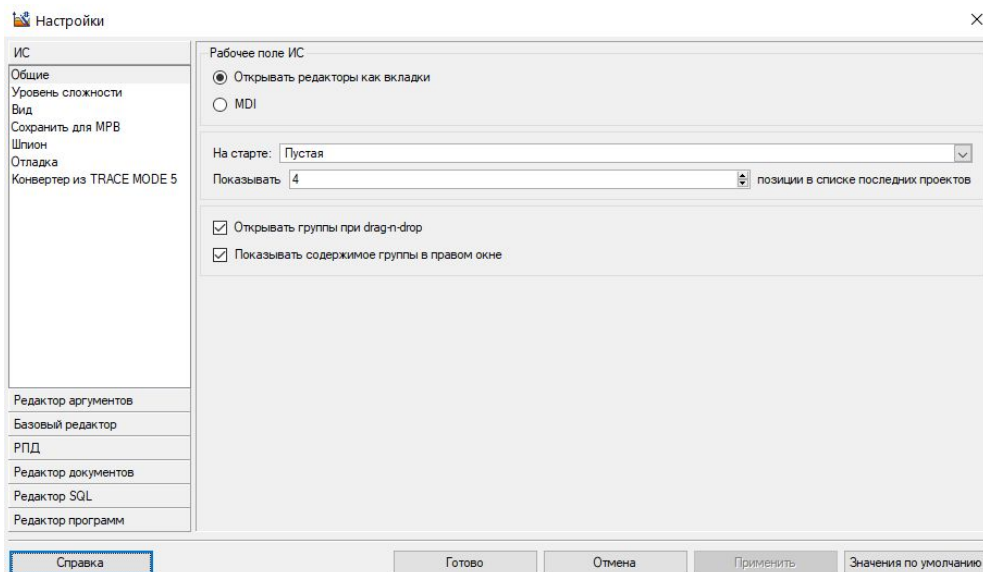 Настройки
ИС
Общие
Уровень сложности
Вид
Сохранить для МРВ
Шпион
Отладка
Конвертер из TRACE MODE 5
Редактор аргументов
Базовый редактор
РПД
Редактор документов
Редактор SQL
Редактор программ
Рабочее поле ИС
Открывать редакторы как вкладки
MDI
На старте: Пустая
Показывать 4 позиции в списке последних проектов
Открывать группы при drag-n-drop
Показывать содержимое группы в правом окне
Справка Готово Отмена Применить Значения по умолчанию